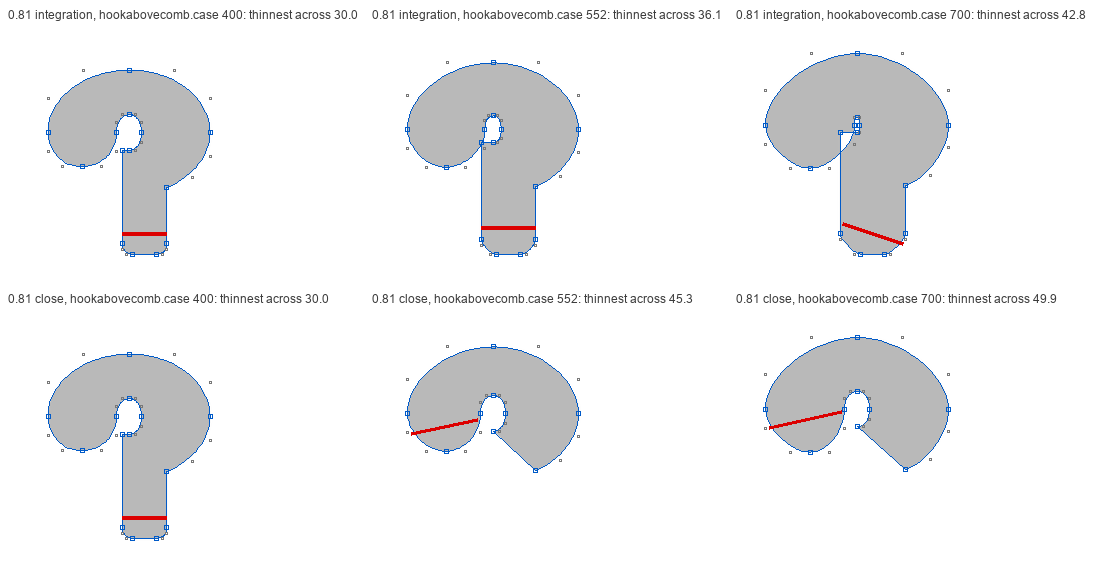 0.81 integration, hookabovecomb.case 400: thinnest across 30.0
0.81 integration, hookabovecomb.case 552: thinnest across 36.1
0.81 integration, hookabovecomb.case 700: thinnest across 42.8
0.81 close, hookabovecomb.case 400: thinnest across 30.0
0.81 close, hookabovecomb.case 552: thinnest across 45.3
0.81 close, hookabovecomb.case 700: thinnest across 49.9